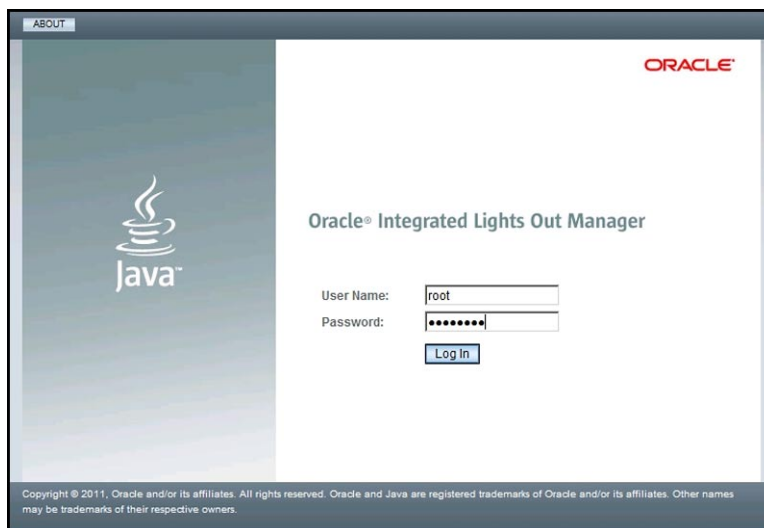 ABOUT
ORACLE®
Java™
Oracle® Integrated Lights Out Manager
User Name: root
Password: ••••••••
Log In
Copyright © 2011, Oracle and/or its affiliates. All rights reserved. Oracle and Java are registered trademarks of Oracle and/or its affiliates. Other names
may be trademarks of their respective owners.